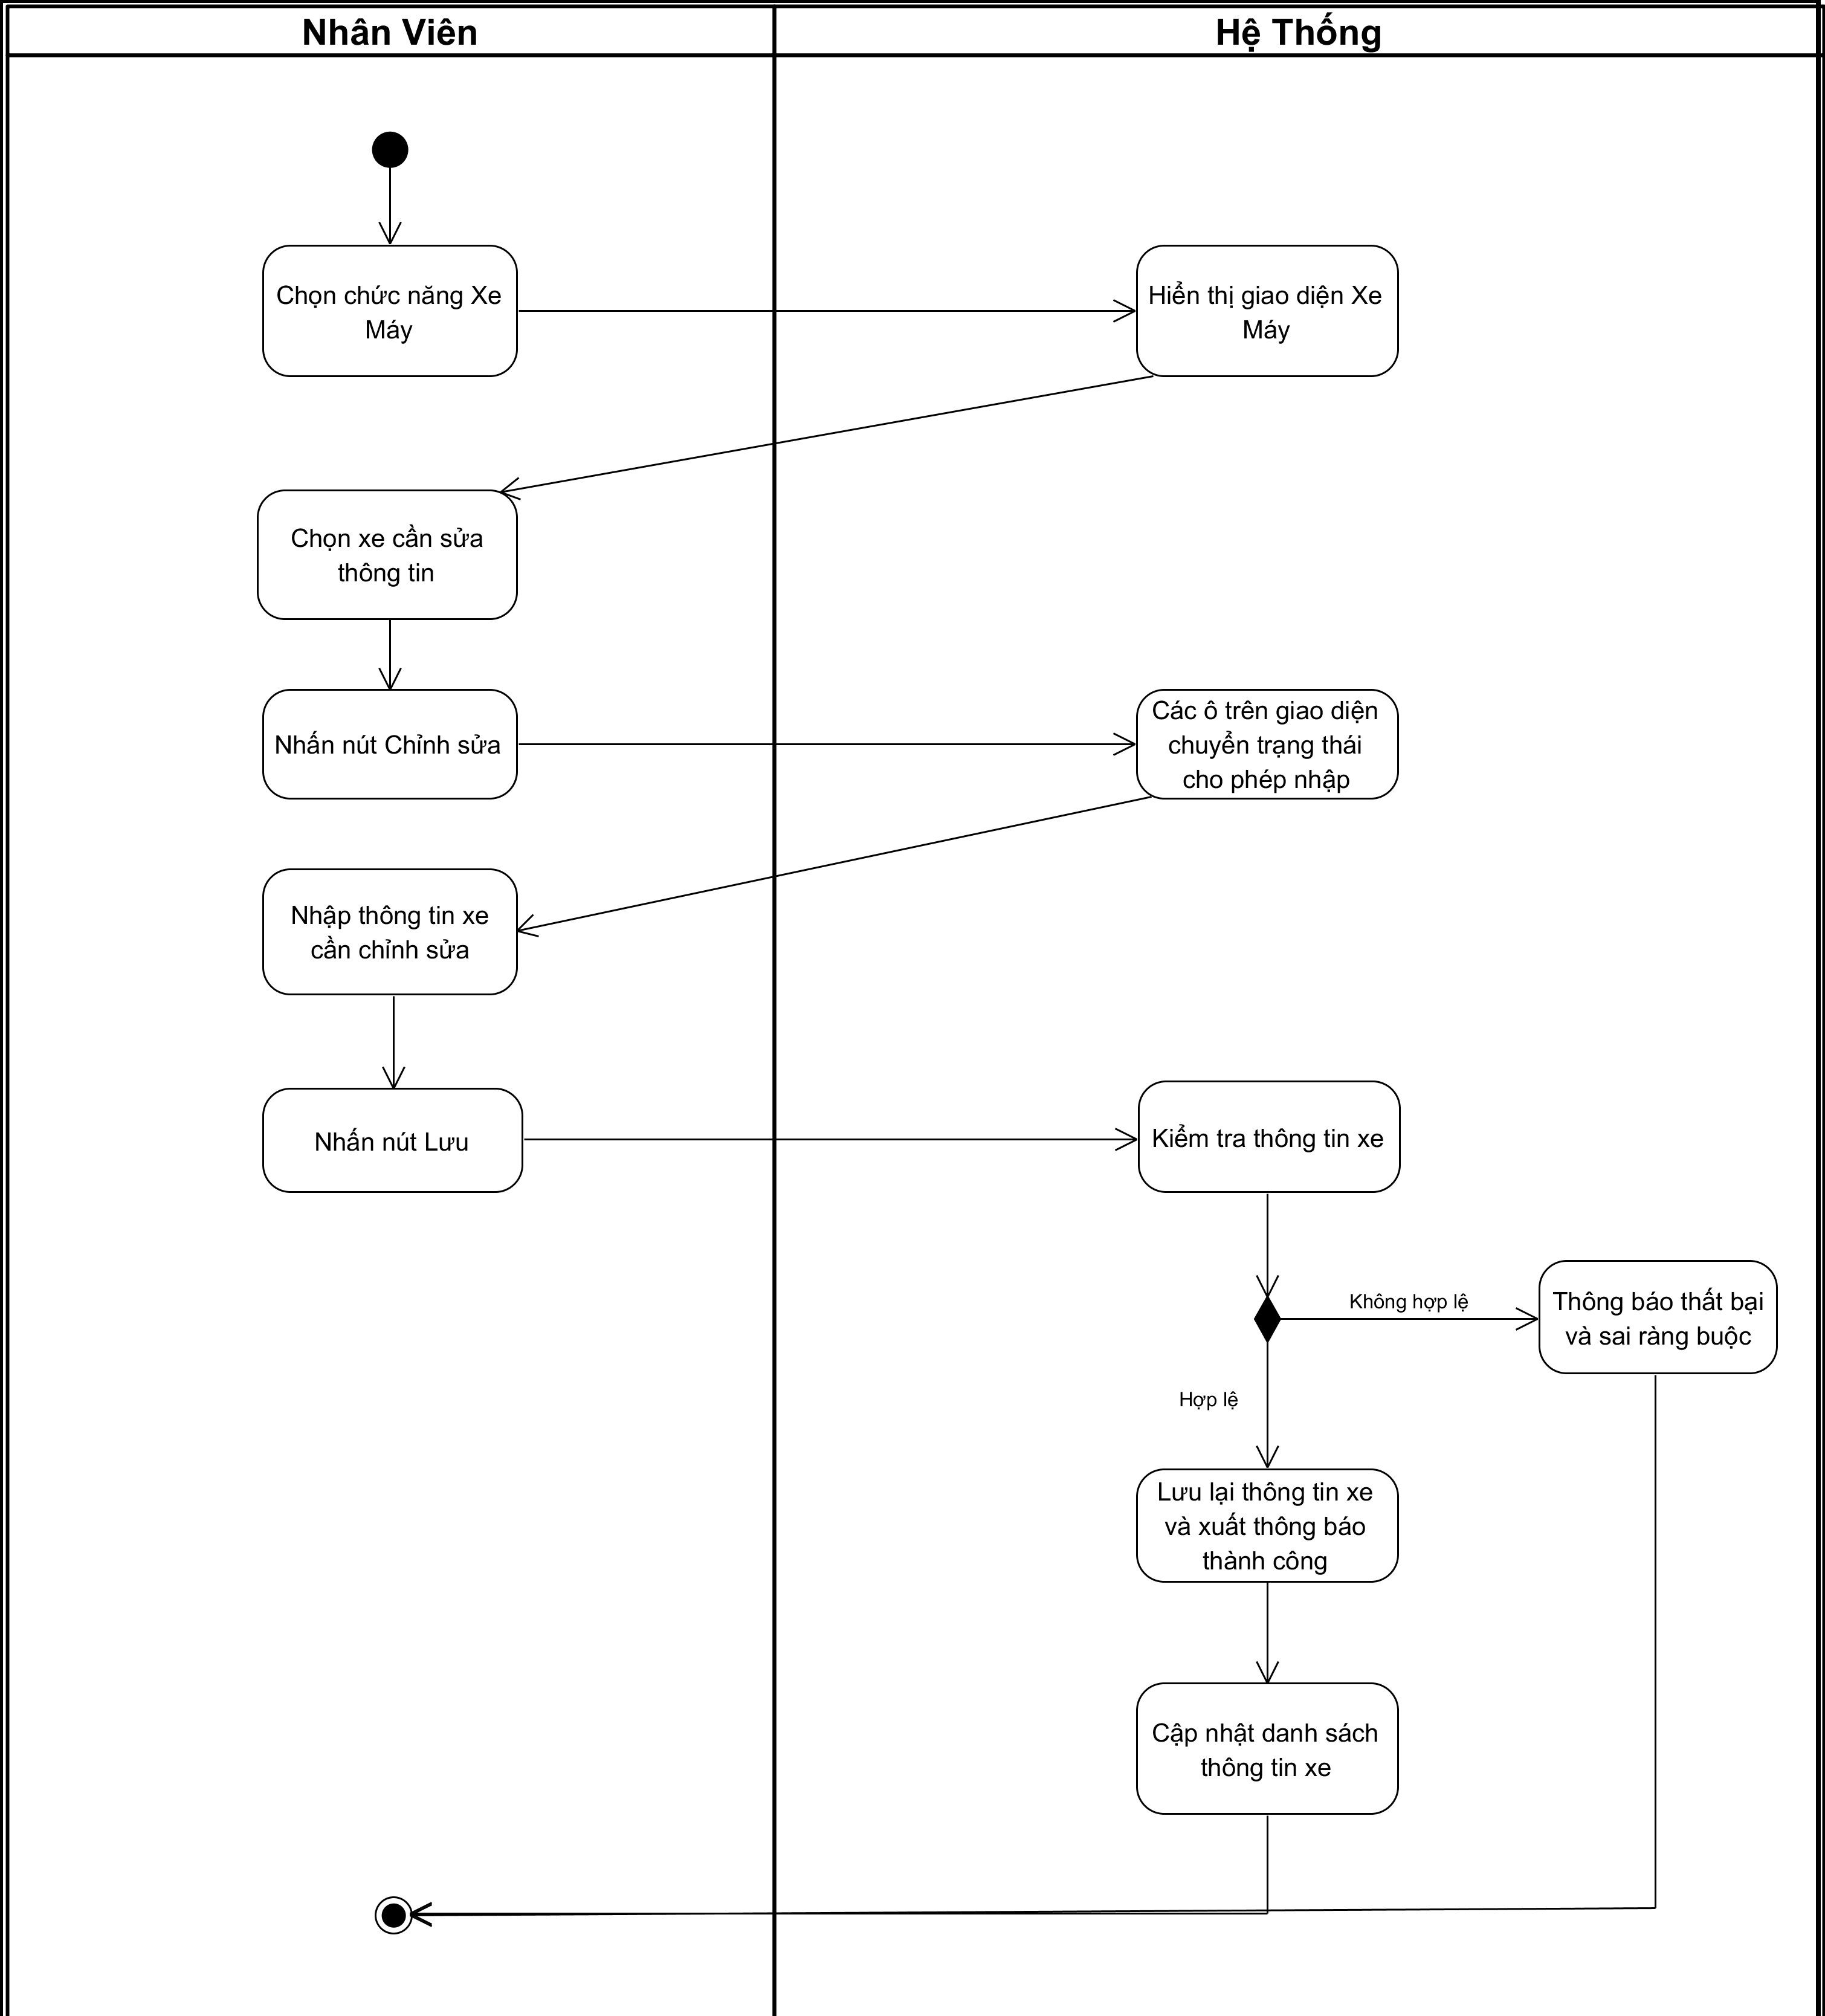 Nhân Viên
Hệ Thống
Chọn chức năng Xe
Máy
Hiển thị giao diện Xe
Máy
Chọn xe cần sửa
thông tin
Nhấn nút Chỉnh sửa
Các ô trên giao diện
chuyển trạng thái
cho phép nhập
Nhập thông tin xe
cần chỉnh sửa
Nhấn nút Lưu
Kiểm tra thông tin xe
Không hợp lệ
Thông báo thất bại
và sai ràng buộc
Hợp lệ
Lưu lại thông tin xe
và xuất thông báo
thành công
Cập nhật danh sách
thông tin xe